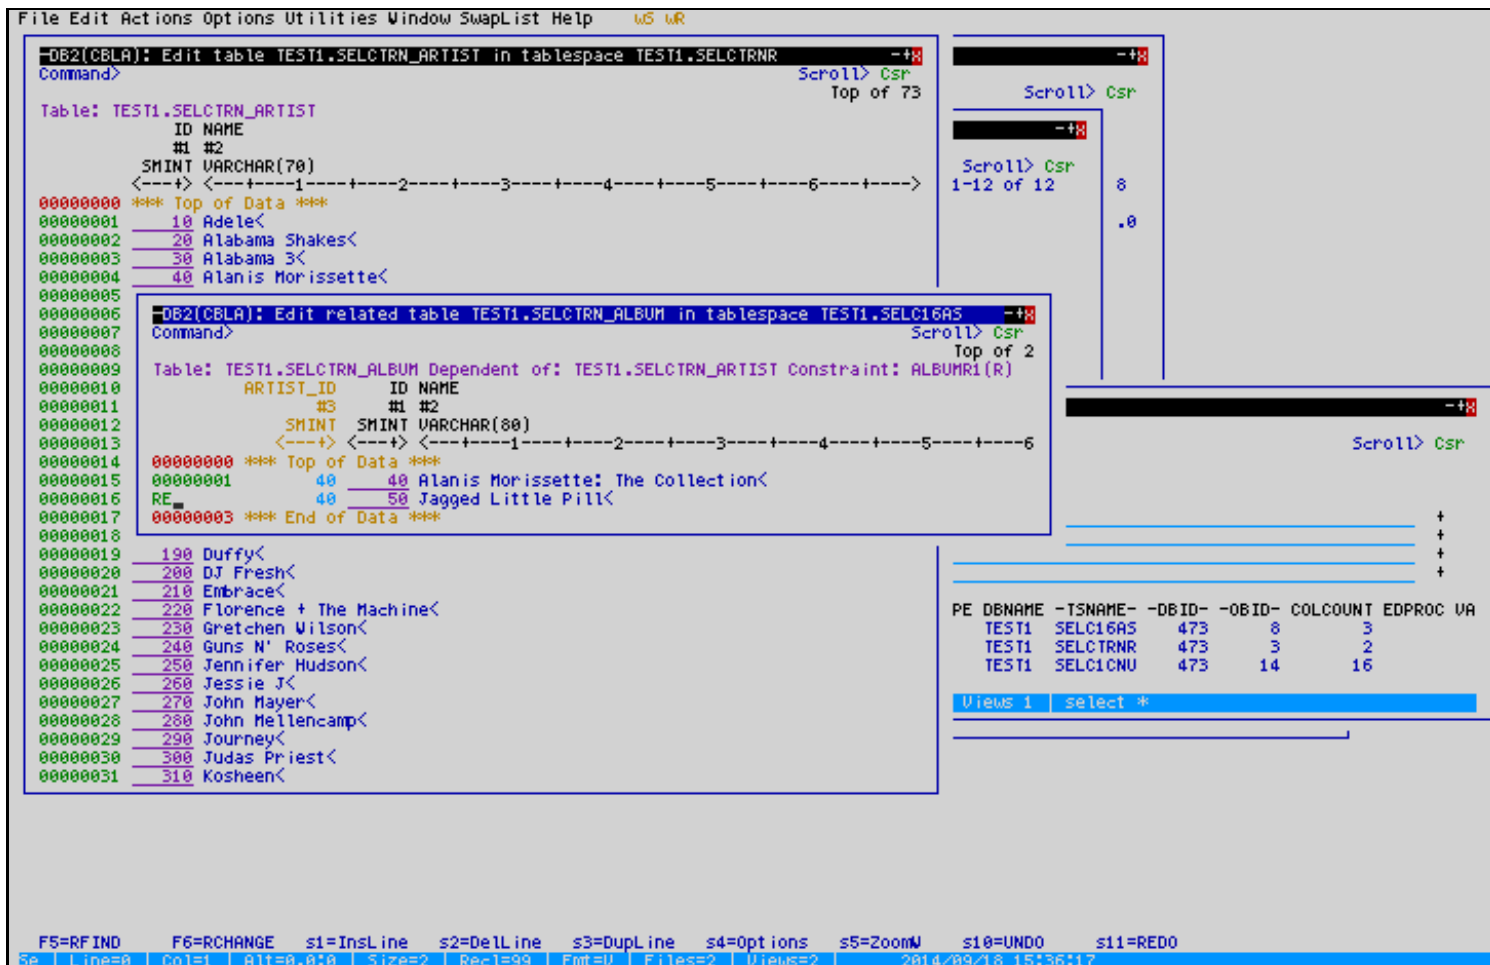 File Edit Actions Options Utilities Window SwapList Help wS wR
DB2(CBLA): Edit table TEST1.SELCTRN_ARTIST in tablespace TEST1.SELCTRNR -+x
Command> Scroll> Csr
Top of 73
Table: TEST1.SELCTRN_ARTIST
ID NAME
#1 #2
SMINT VARCHAR(70)
<---+> <---+----1----+----2----+----3----+----4----+----5----+----6----+---->
00000000 *** Top of Data ***
00000001 10 Adele<
00000002 20 Alabama Shakes<
00000003 30 Alabama 3<
00000004 40 Alanis Morissette<
00000005
00000006
00000007
00000008
00000009
00000010
00000011
00000012
00000013
00000014
00000015
00000016
00000017
00000018
00000019 190 Duffy<
00000020 200 DJ Fresh<
00000021 210 Embrace<
00000022 220 Florence + The Machine<
00000023 230 Gretchen Wilson<
00000024 240 Guns N' Roses<
00000025 250 Jennifer Hudson<
00000026 260 Jessie J<
00000027 270 John Mayer<
00000028 280 John Mellencamp<
00000029 290 Journey<
00000030 300 Judas Priest<
00000031 310 Kosheen<
DB2(CBLA): Edit related table TEST1.SELCTRN_ALBUM in tablespace TEST1.SELC16AS -+x
Command> Scroll> Csr
Top of 2
Table: TEST1.SELCTRN_ALBUM Dependent of: TEST1.SELCTRN_ARTIST Constraint: ALBUMR1(R)
ARTIST_ID ID NAME
#3 #1 #2
SMINT SMINT VARCHAR(80)
<---+> <---+> <---+----1----+----2----+----3----+----4----+----5----+----6
00000000 *** Top of Data ***
00000001 40 40 Alanis Morissette: The Collection<
RE_ 40 50 Jagged Little Pill<
00000003 *** End of Data ***
-+x
Scroll> Csr
-+x
Scroll> Csr
1-12 of 12
8
.0
-+x
Scroll> Csr
+
+
+
+
PE DBNAME -TSNAME- -DBID- -OBID- COLCOUNT EDPROC VA
TEST1 SELC16AS 473 8 3
TEST1 SELCTRNR 473 3 2
TEST1 SELC1CNU 473 14 16
Views 1 | select *
F5=RFIND F6=RCHANGE s1=InsLine s2=DelLine s3=DupLine s4=Options s5=ZoomW s10=UNDO s11=REDO
Se | Line=0 | Col=1 | Alt=0,0;0 | Size=2 | Recl=99 | Fmt=V | Files=2 | Views=2 | 2014/09/18 15:36:17